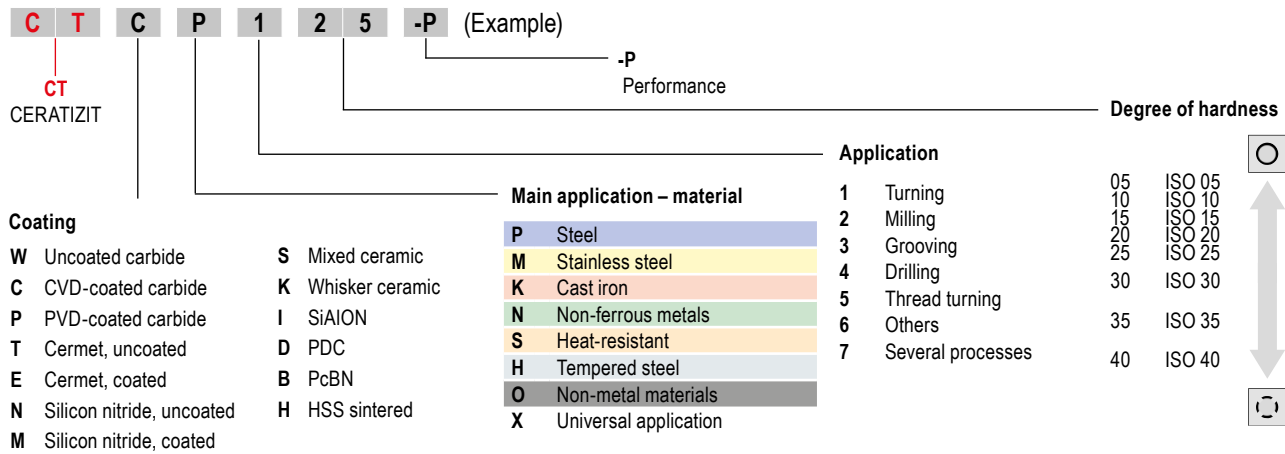 C T C P 1 2 5 -P (Example)
-P
Performance
CT
CERATIZIT
Degree of hardness
05 ISO 05
10 ISO 10
15 ISO 15
20 ISO 20
25 ISO 25
30 ISO 30
35 ISO 35
40 ISO 40
Application
1 Turning
2 Milling
3 Grooving
4 Drilling
5 Thread turning
6 Others
7 Several processes
Main application – material
P Steel
M Stainless steel
K Cast iron
N Non-ferrous metals
S Heat-resistant
H Tempered steel
O Non-metal materials
X Universal application
Coating
W Uncoated carbide
C CVD-coated carbide
P PVD-coated carbide
T Cermet, uncoated
E Cermet, coated
N Silicon nitride, uncoated
M Silicon nitride, coated
S Mixed ceramic
K Whisker ceramic
I SiAlON
D PDC
B PcBN
H HSS sintered